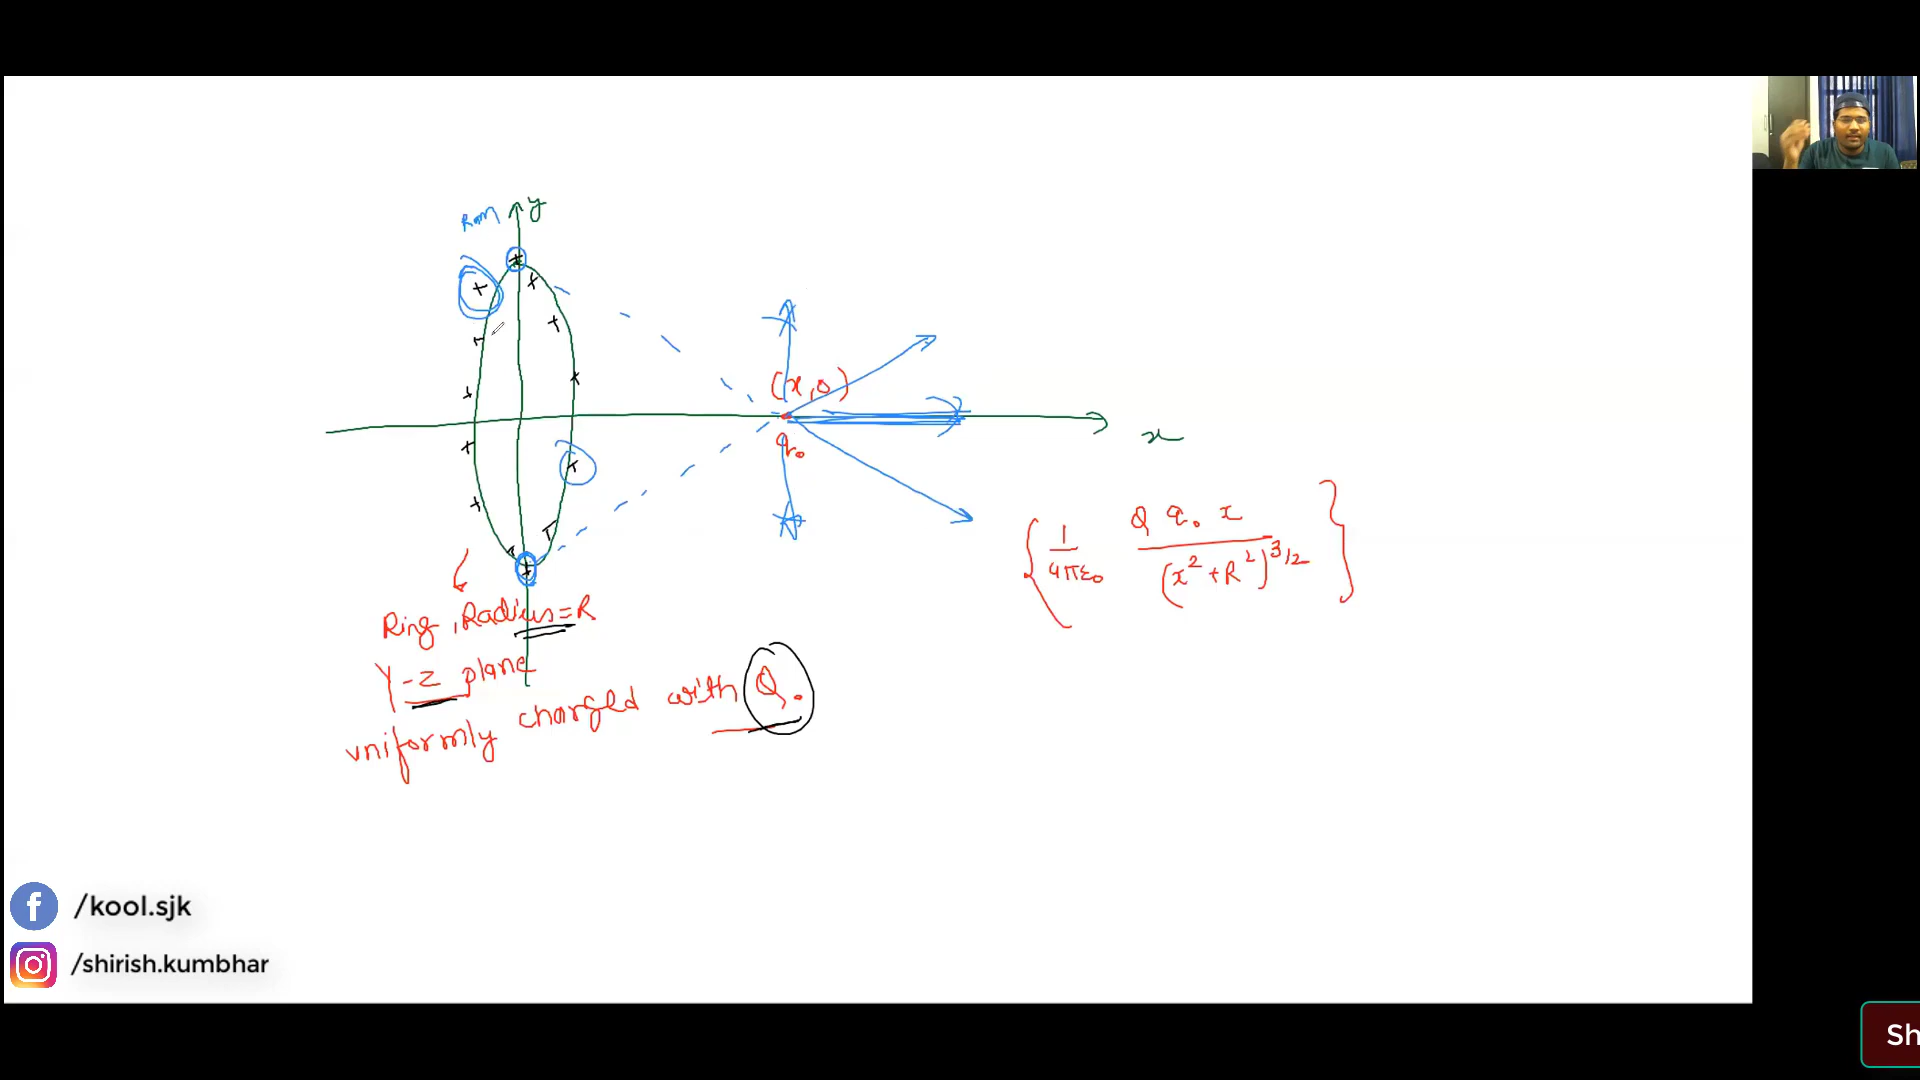 y
(x,0)
q₀
x
1/4πε₀ Q q₀ x/(x²+R²)^3/2
Ring, Radius=R
Y-Z plane
uniformly charged with Q.
/kool.sjk
/shirish.kumbhar
Sh